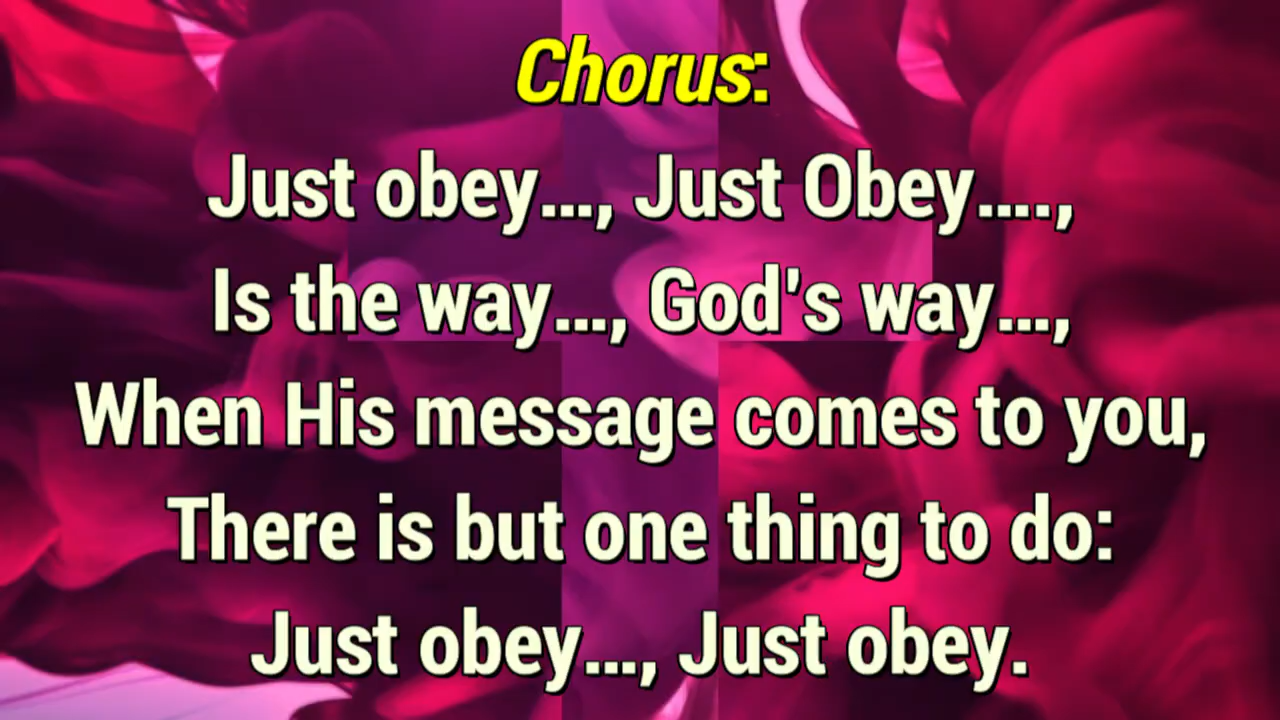 Chorus:
Just obey..., Just Obey....,
Is the way..., God's way...,
When His message comes to you,
There is but one thing to do:
Just obey..., Just obey.